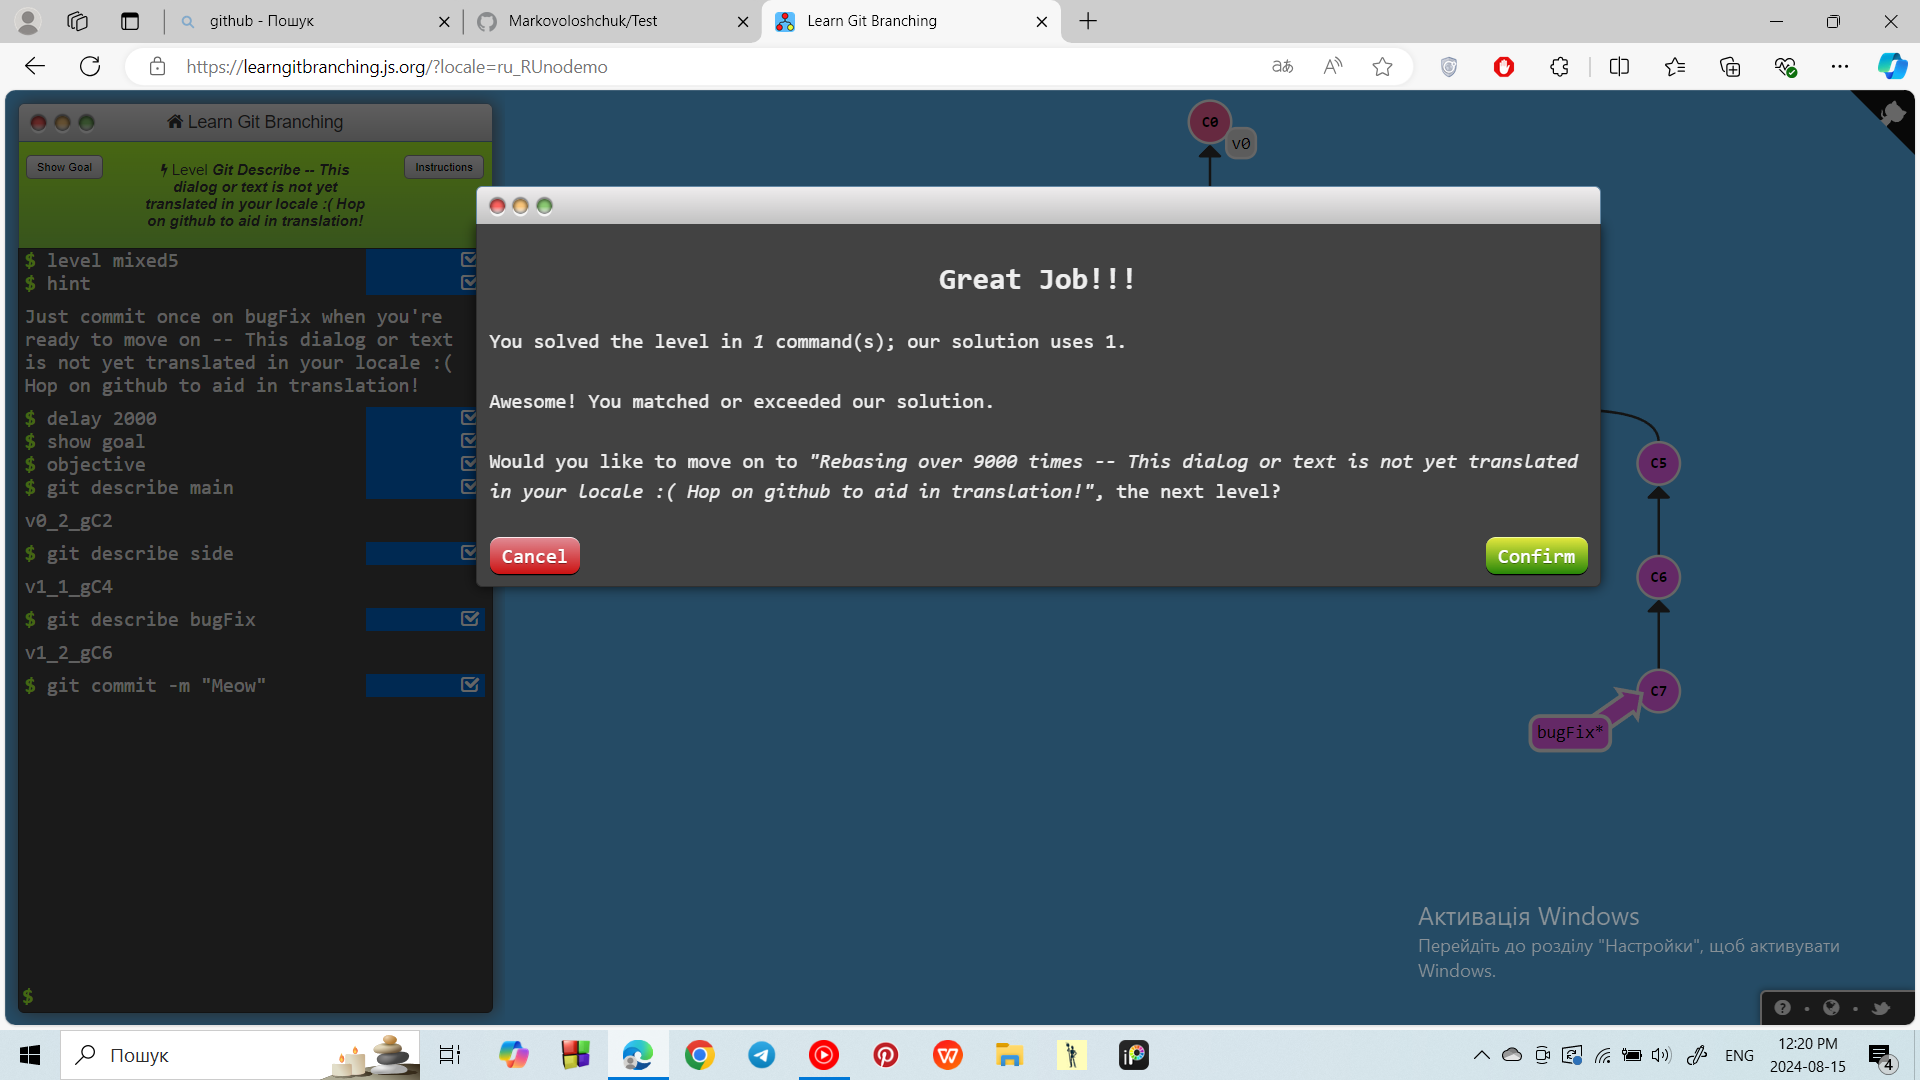 github - Пошук
Markovoloshchuk/Test
Learn Git Branching
https://learngitbranching.js.org/?locale=ru_RUnodemo
Learn Git Branching
Show Goal
Level Git Describe -- This
dialog or text is not yet
translated in your locale :( Hop
on github to aid in translation!
Instructions
$ level mixed5
$ hint
Just commit once on bugFix when you're
ready to move on -- This dialog or text
is not yet translated in your locale :(
Hop on github to aid in translation!
$ delay 2000
$ show goal
$ objective
$ git describe main
v0_2_gC2
$ git describe side
v1_1_gC4
$ git describe bugFix
v1_2_gC6
$ git commit -m "Meow"
$
C0
v0
Great Job!!!
You solved the level in 1 command(s); our solution uses 1.
Awesome! You matched or exceeded our solution.
Would you like to move on to "Rebasing over 9000 times -- This dialog or text is not yet translated
in your locale :( Hop on github to aid in translation!", the next level?
Cancel
Confirm
C5
C6
C7
bugFix*
Активація Windows
Перейдіть до розділу "Настройки", щоб активувати
Windows.
Пошук
ENG
12:20 PM
2024-08-15
4